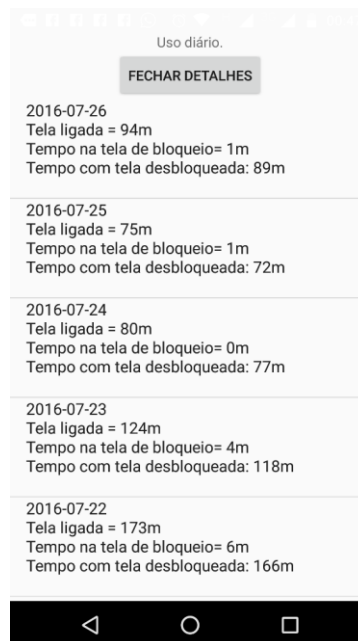 Uso diário.
FECHAR DETALHES
2016-07-26
Tela ligada = 94m
Tempo na tela de bloqueio= 1m
Tempo com tela desbloqueada: 89m
2016-07-25
Tela ligada = 75m
Tempo na tela de bloqueio= 1m
Tempo com tela desbloqueada: 72m
2016-07-24
Tela ligada = 80m
Tempo na tela de bloqueio= 0m
Tempo com tela desbloqueada: 77m
2016-07-23
Tela ligada = 124m
Tempo na tela de bloqueio= 4m
Tempo com tela desbloqueada: 118m
2016-07-22
Tela ligada = 173m
Tempo na tela de bloqueio= 6m
Tempo com tela desbloqueada: 166m